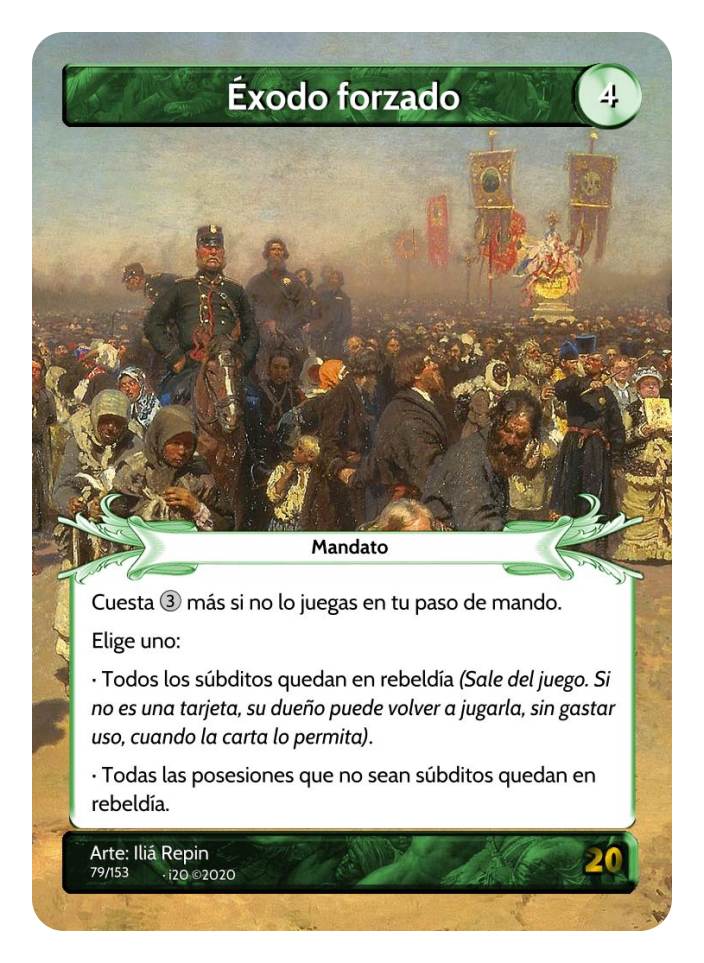 Éxodo forzado
4
Mandato
Cuesta 3 más si no lo juegas en tu paso de mando.
Elige uno:
· Todos los súbditos quedan en rebeldía (Sale del juego. Si
no es una tarjeta, su dueño puede volver a jugarla, sin gastar
uso, cuando la carta lo permita).
· Todas las posesiones que no sean súbditos quedan en
rebeldía.
Arte: Iliá Repin
79/153 · i20 ©2020
20